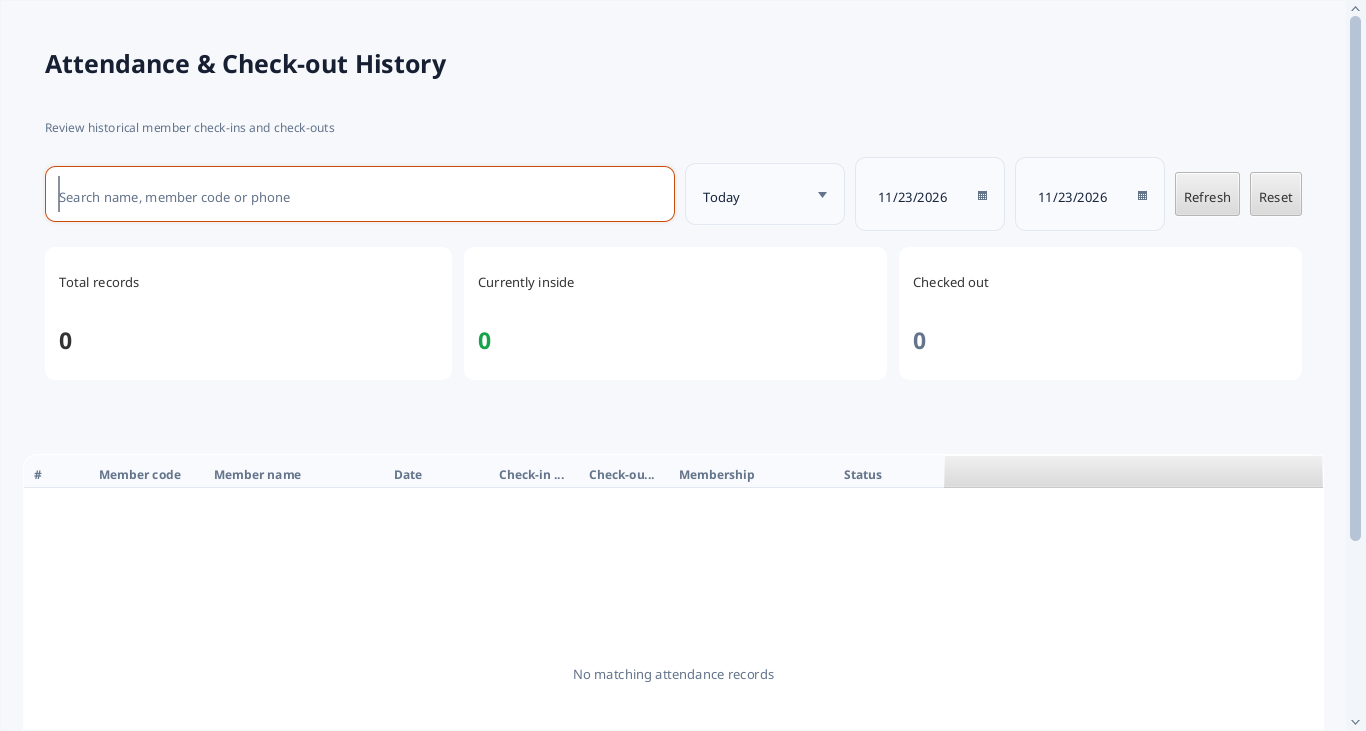 Attendance & Check-out History
Review historical member check-ins and check-outs
Search name, member code or phone
Today
11/23/2026
11/23/2026
Refresh
Reset
Total records
Currently inside
Checked out
0
0
0
# Member code Member name Date Check-in ... Check-ou... Membership Status
No matching attendance records